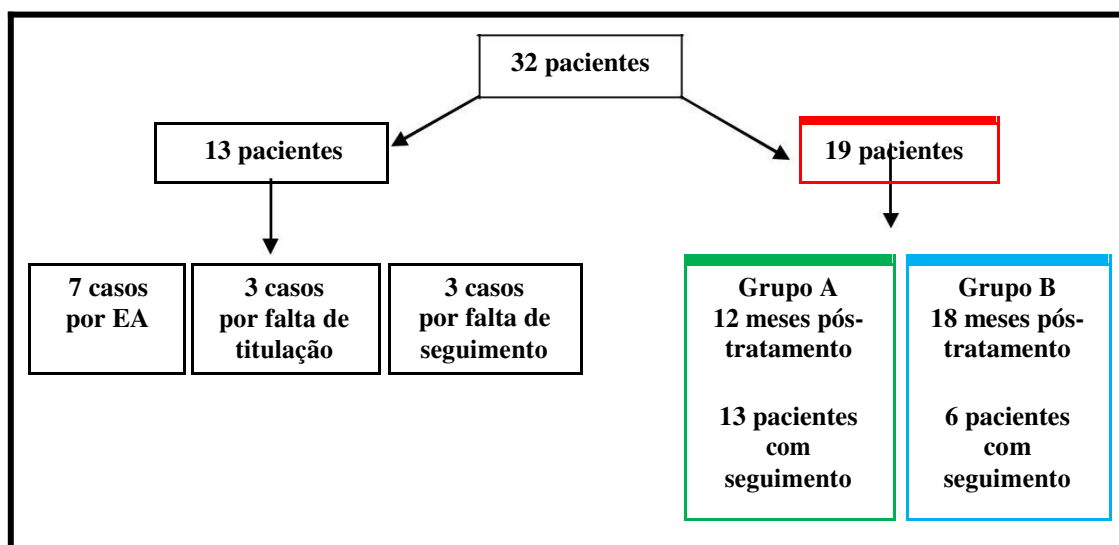 32 pacientes
13 pacientes
19 pacientes
7 casos
por EA
3 casos
por falta de
titulação
3 casos
por falta de
seguimento
Grupo A
12 meses pós-
tratamento
13 pacientes
com
seguimento
Grupo B
18 meses pós-
tratamento
6 pacientes
com
seguimento